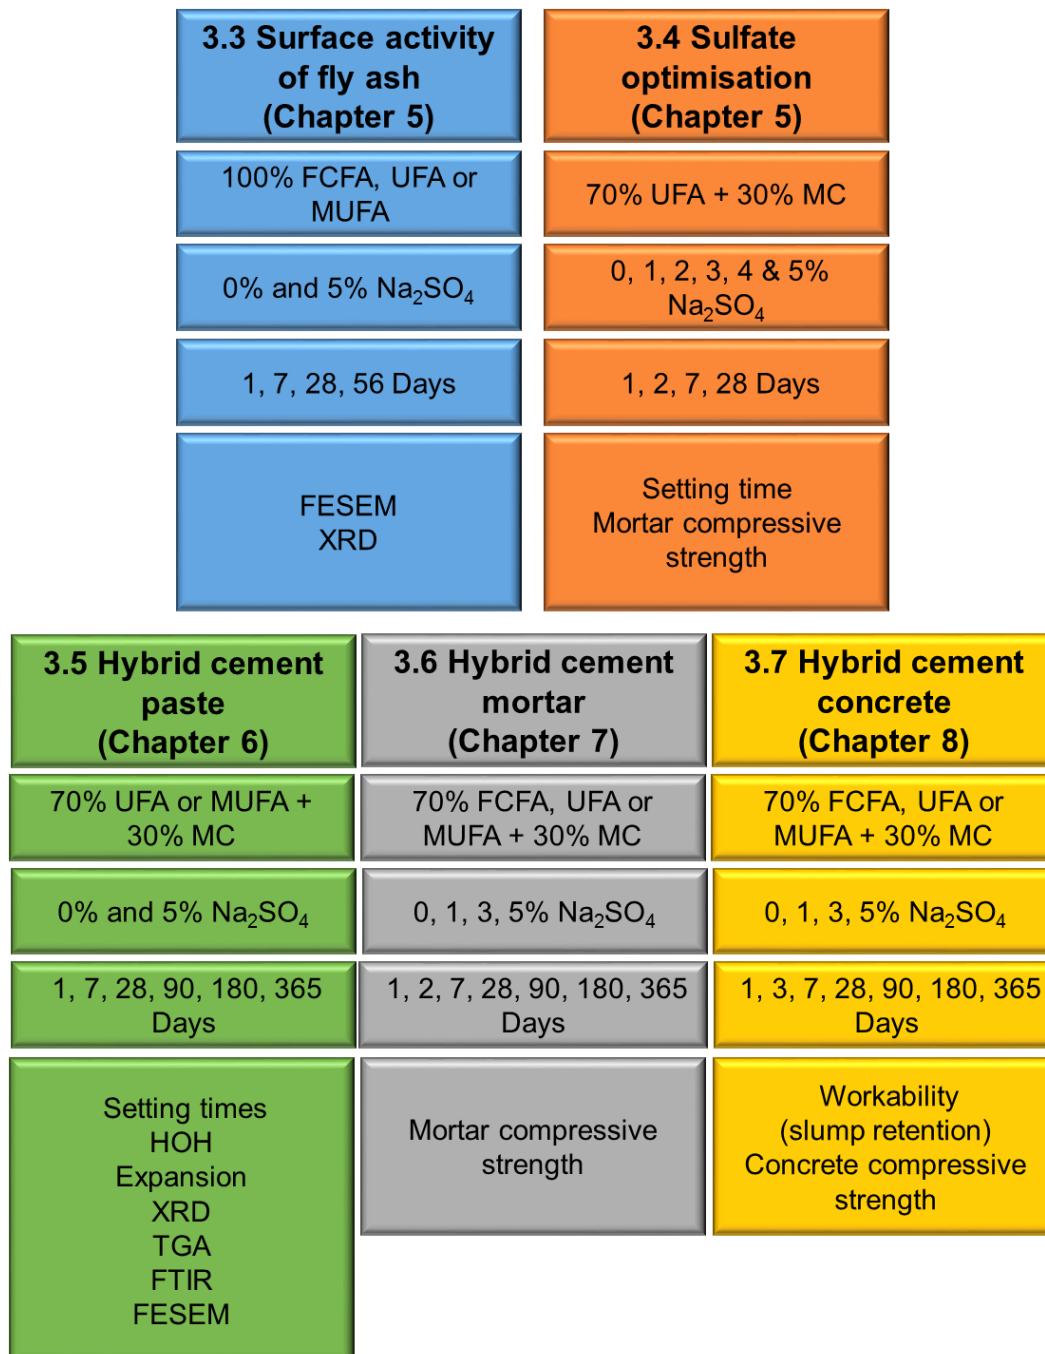 3.3 Surface activity
of fly ash
(Chapter 5)
100% FCFA, UFA or
MUFA
0% and 5% Na₂SO₄
1, 7, 28, 56 Days
FESEM
XRD
3.4 Sulfate
optimisation
(Chapter 5)
70% UFA + 30% MC
0, 1, 2, 3, 4 & 5%
Na₂SO₄
1, 2, 7, 28 Days
Setting time
Mortar compressive
strength
3.5 Hybrid cement
paste
(Chapter 6)
70% UFA or MUFA +
30% MC
0% and 5% Na₂SO₄
1, 7, 28, 90, 180, 365
Days
Setting times
HOH
Expansion
XRD
TGA
FTIR
FESEM
3.6 Hybrid cement
mortar
(Chapter 7)
70% FCFA, UFA or
MUFA + 30% MC
0, 1, 3, 5% Na₂SO₄
1, 2, 7, 28, 90, 180, 365
Days
Mortar compressive
strength
3.7 Hybrid cement
concrete
(Chapter 8)
70% FCFA, UFA or
MUFA + 30% MC
0, 1, 3, 5% Na₂SO₄
1, 3, 7, 28, 90, 180, 365
Days
Workability
(slump retention)
Concrete compressive
strength